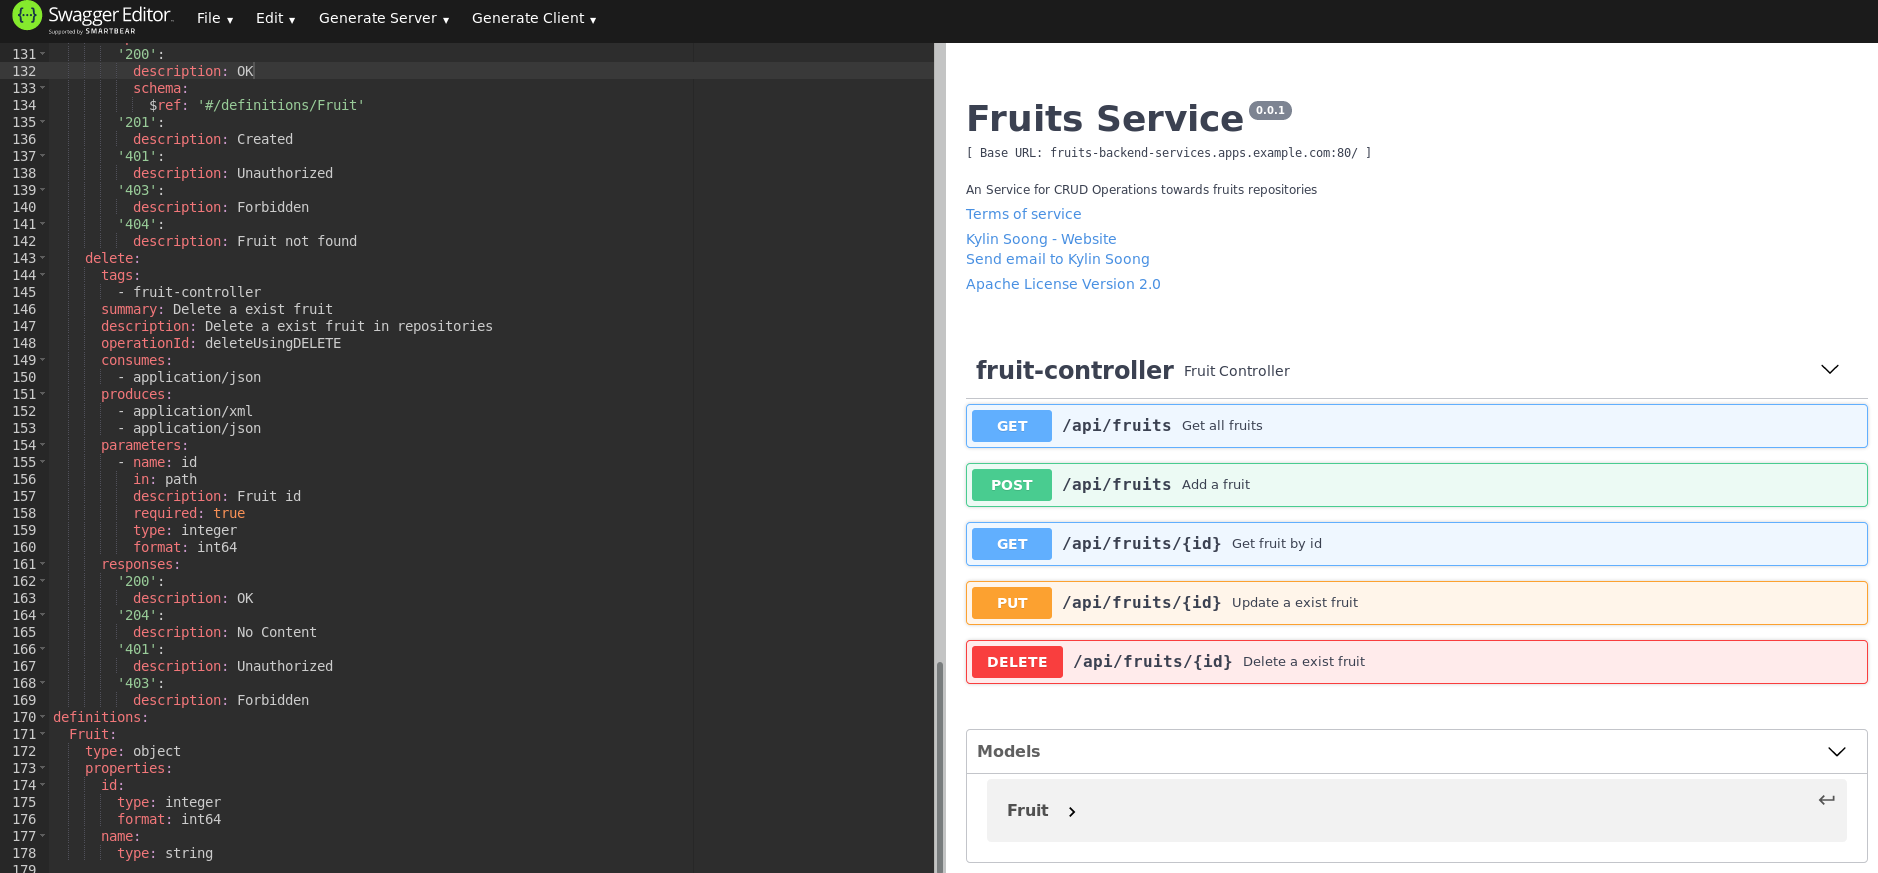 Swagger Editor
Supported by SMARTBEAR
File ▾ Edit ▾ Generate Server ▾ Generate Client ▾
131 '200':
132 description: OK
133 schema:
134 $ref: '#/definitions/Fruit'
135 '201':
136 description: Created
137 '401':
138 description: Unauthorized
139 '403':
140 description: Forbidden
141 '404':
142 description: Fruit not found
143 delete:
144 tags:
145 - fruit-controller
146 summary: Delete a exist fruit
147 description: Delete a exist fruit in repositories
148 operationId: deleteUsingDELETE
149 consumes:
150 - application/json
151 produces:
152 - application/xml
153 - application/json
154 parameters:
155 - name: id
156 in: path
157 description: Fruit id
158 required: true
159 type: integer
160 format: int64
161 responses:
162 '200':
163 description: OK
164 '204':
165 description: No Content
166 '401':
167 description: Unauthorized
168 '403':
169 description: Forbidden
170 definitions:
171 Fruit:
172 type: object
173 properties:
174 id:
175 type: integer
176 format: int64
177 name:
178 type: string
179
Fruits Service 0.0.1
[ Base URL: fruits-backend-services.apps.example.com:80/ ]
An Service for CRUD Operations towards fruits repositories
Terms of service
Kylin Soong - Website
Send email to Kylin Soong
Apache License Version 2.0
fruit-controller Fruit Controller
GET /api/fruits Get all fruits
POST /api/fruits Add a fruit
GET /api/fruits/{id} Get fruit by id
PUT /api/fruits/{id} Update a exist fruit
DELETE /api/fruits/{id} Delete a exist fruit
Models
Fruit